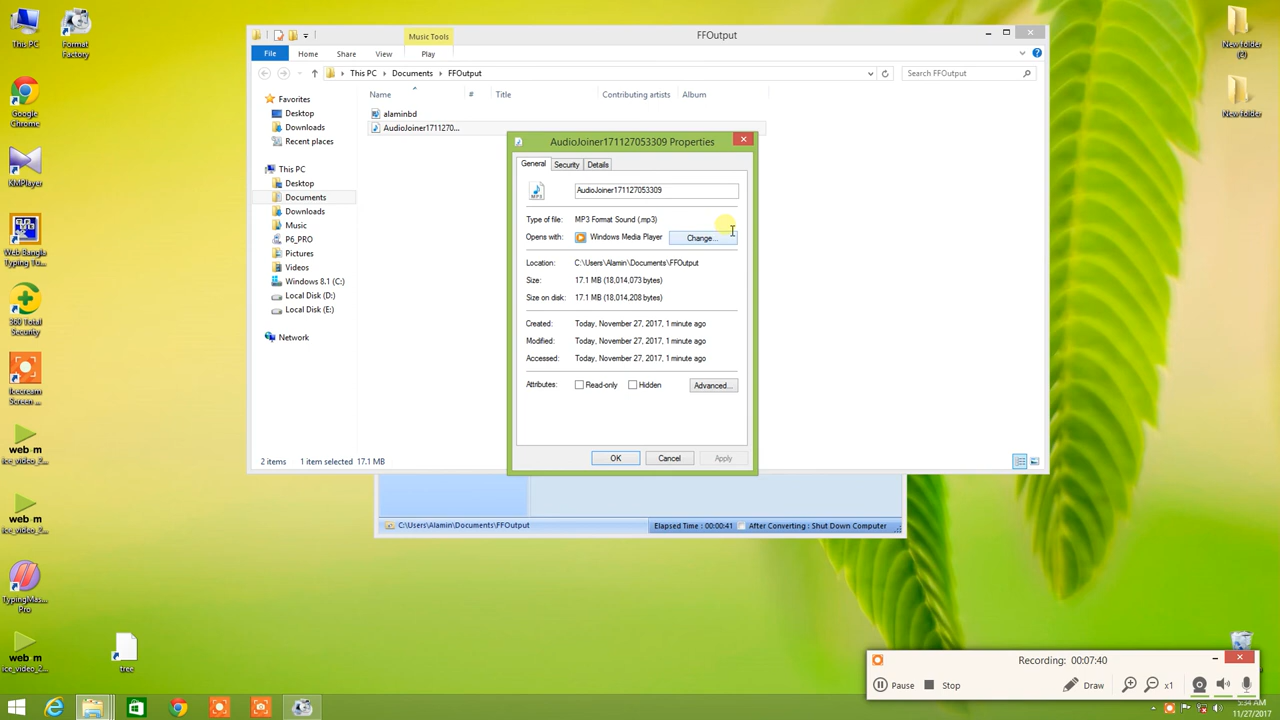 This PC
Format
Factory
Google
Chrome
KMPlayer
Web Bangla
Typing Tu...
360 Total
Security
Icecream
Screen ...
web m
ice_video_2...
web m
ice_video_2...
TypingMas...
Pro
web m
ice_video_2...
tree
New folder
(2)
New folder
Music Tools
FFOutput
File
Home
Share
View
Play
This PC
Documents
FFOutput
Search FFOutput
Name
#
Title
Contributing artists
Album
Favorites
Desktop
Downloads
Recent places
This PC
Desktop
Documents
Downloads
Music
P6_PRO
Pictures
Videos
Windows 8.1 (C:)
Local Disk (D:)
Local Disk (E:)
Network
alaminbd
AudioJoiner1711270...
2 items
1 item selected 17.1 MB
AudioJoiner171127053309 Properties
General
Security
Details
MP3
AudioJoiner171127053309
Type of file: MP3 Format Sound (.mp3)
Opens with: Windows Media Player
Change...
Location: C:\Users\Alamin\Documents\FFOutput
Size: 17.1 MB (18,014,073 bytes)
Size on disk: 17.1 MB (18,014,208 bytes)
Created: Today, November 27, 2017, 1 minute ago
Modified: Today, November 27, 2017, 1 minute ago
Accessed: Today, November 27, 2017, 1 minute ago
Attributes: Read-only Hidden
Advanced...
OK
Cancel
Apply
C:\Users\Alamin\Documents\FFOutput
Elapsed Time : 00:00:41
After Converting : Shut Down Computer
Recording: 00:07:40
Pause
Stop
Draw
x1
5:34 AM
11/27/2017